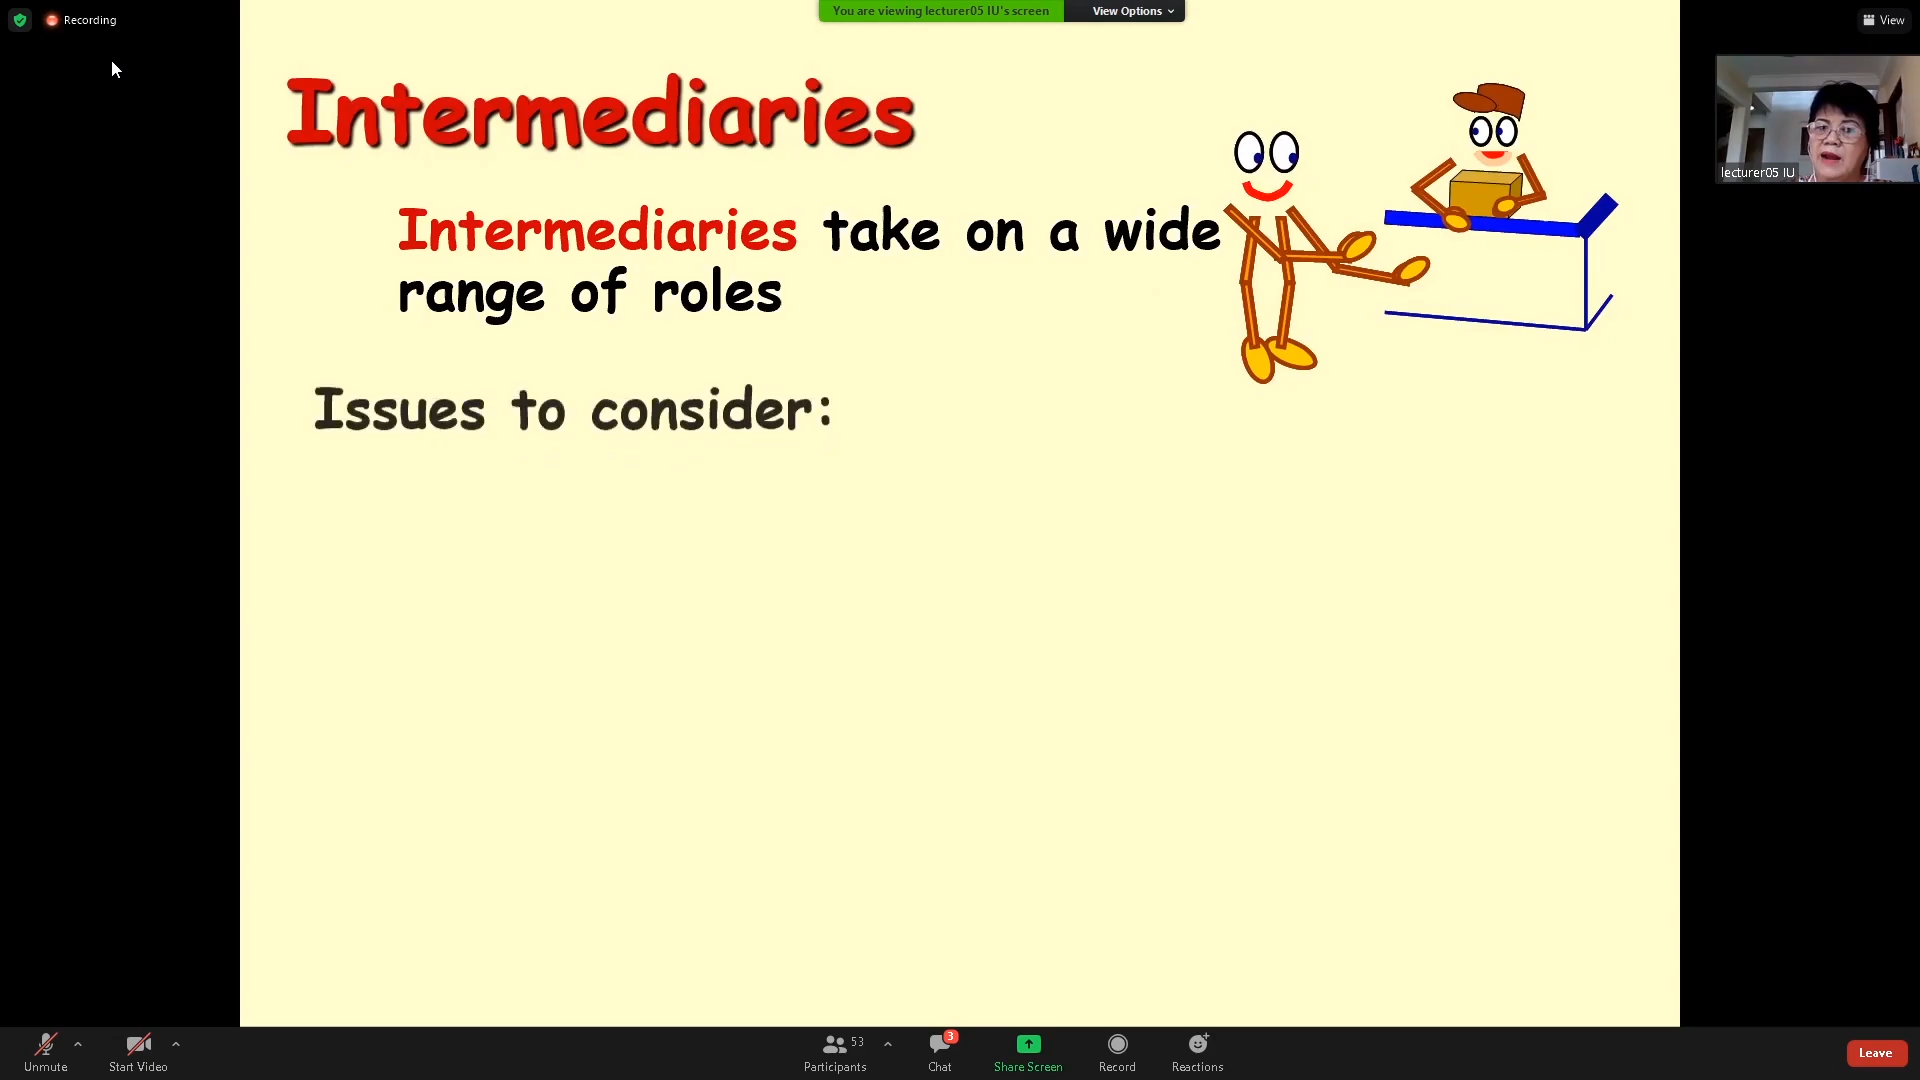 Recording
You are viewing lecturer05 IU's screen
View Options
View
Intermediaries
lecturer05 IU
Intermediaries take on a wide
range of roles
Issues to consider:
Unmute
Start Video
53
Participants
3
Chat
Share Screen
Record
Reactions
Leave